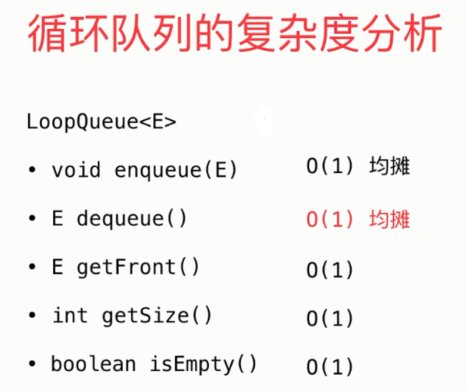 循环队列的复杂度分析
LoopQueue<E>
• void enqueue(E) O(1) 均摊
• E dequeue() O(1) 均摊
• E getFront() O(1)
• int getSize() O(1)
• boolean isEmpty() O(1)